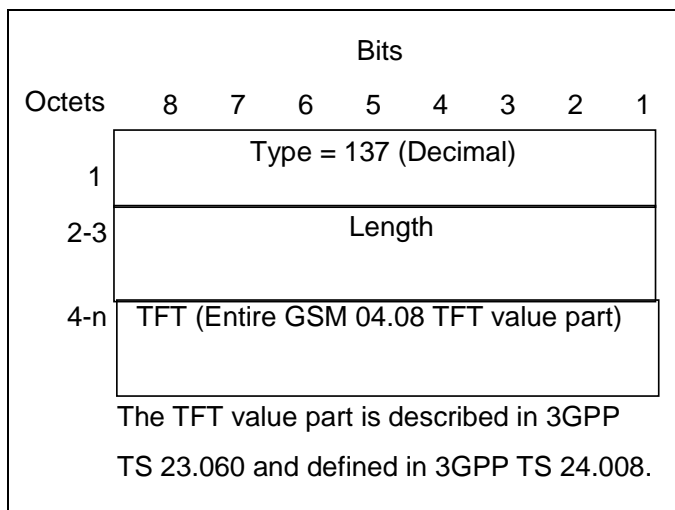 Bits
Octets 8 7 6 5 4 3 2 1
1 Type = 137 (Decimal)
2-3 Length
4-n TFT (Entire GSM 04.08 TFT value part)
The TFT value part is described in 3GPP
TS 23.060 and defined in 3GPP TS 24.008.